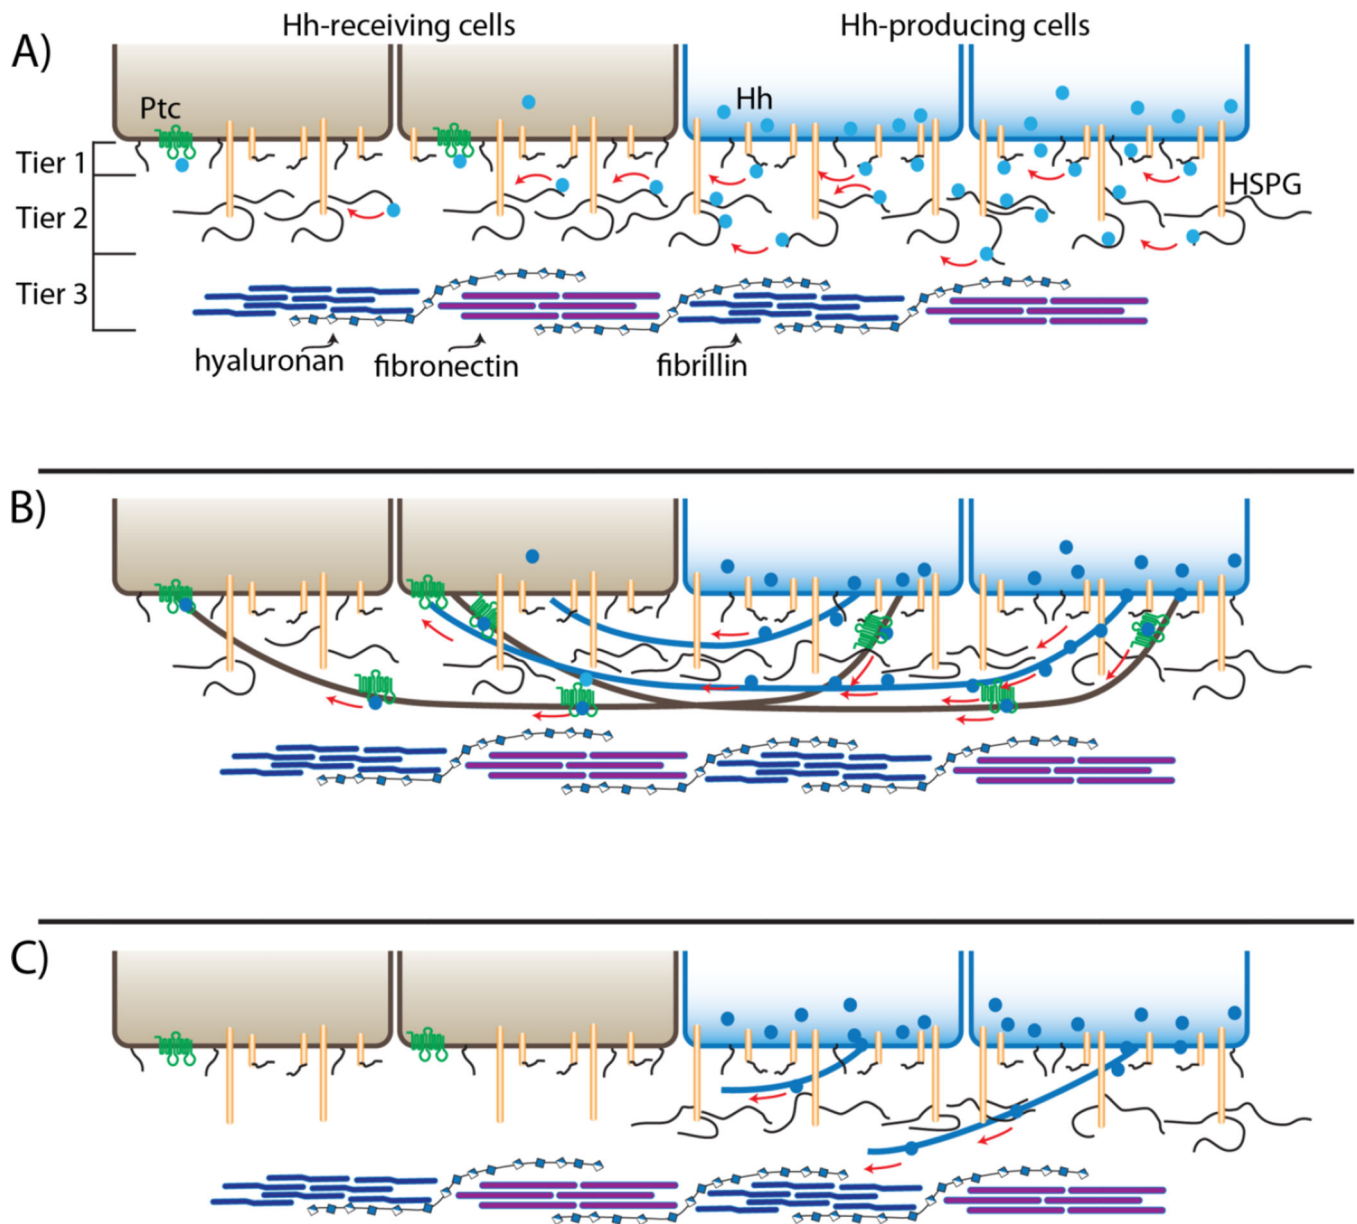 Hh-receiving cells
Hh-producing cells
A)
Ptc
Hh
Tier 1
HSPG
Tier 2
Tier 3
hyaluronan
fibronectin
fibrillin
B)
C)